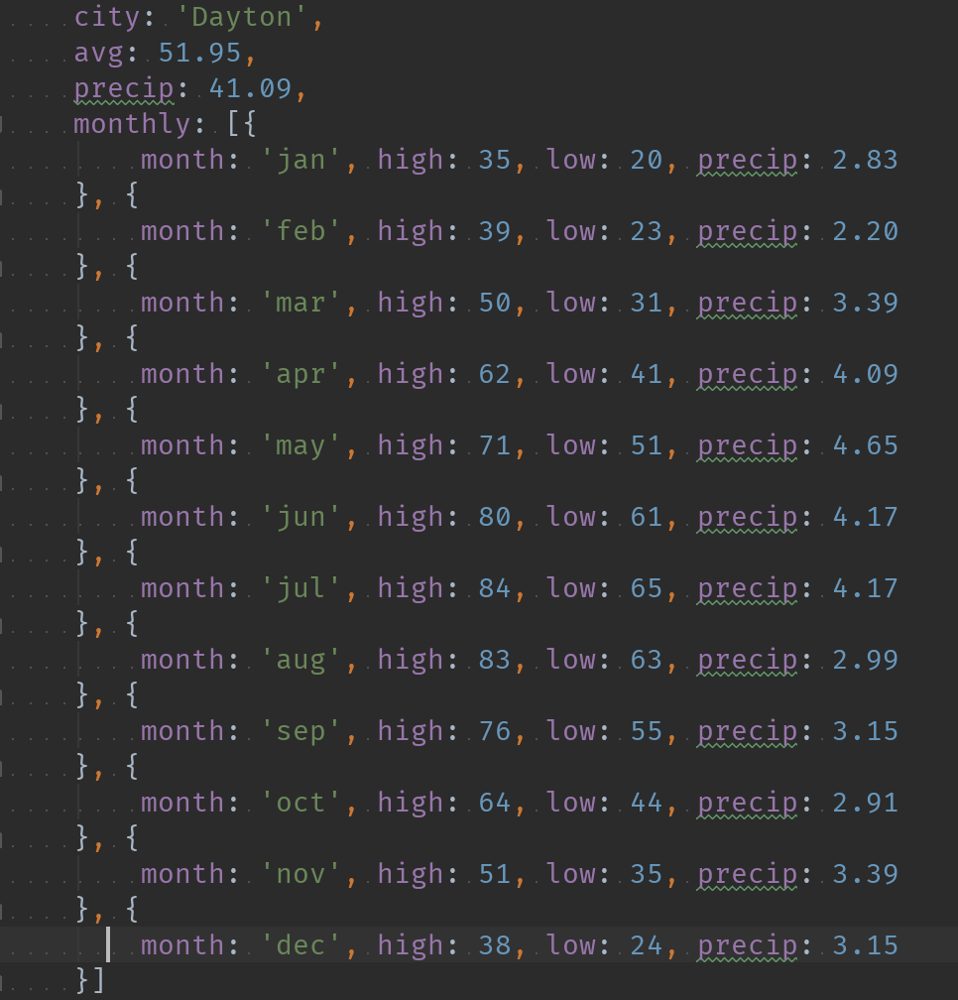 city: 'Dayton',
avg: 51.95,
precip: 41.09,
monthly: [{
month: 'jan', high: 35, low: 20, precip: 2.83
}, {
month: 'feb', high: 39, low: 23, precip: 2.20
}, {
month: 'mar', high: 50, low: 31, precip: 3.39
}, {
month: 'apr', high: 62, low: 41, precip: 4.09
}, {
month: 'may', high: 71, low: 51, precip: 4.65
}, {
month: 'jun', high: 80, low: 61, precip: 4.17
}, {
month: 'jul', high: 84, low: 65, precip: 4.17
}, {
month: 'aug', high: 83, low: 63, precip: 2.99
}, {
month: 'sep', high: 76, low: 55, precip: 3.15
}, {
month: 'oct', high: 64, low: 44, precip: 2.91
}, {
month: 'nov', high: 51, low: 35, precip: 3.39
}, {
month: 'dec', high: 38, low: 24, precip: 3.15
}]